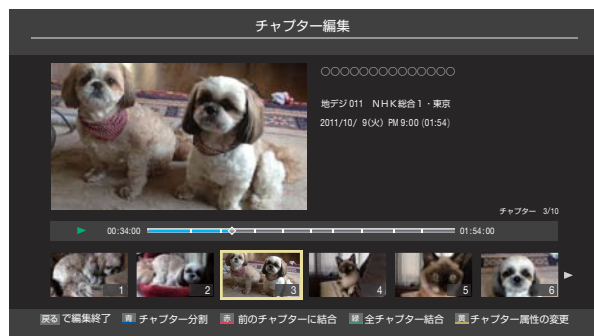 チャプター編集
○○○○○○○○○○○○○○
地デジ 011 NHK総合1・東京
2011/10/ 9(火) PM 9:00 (01:54)
チャプター 3/10
00:34:00
01:54:00
1
2
3
4
5
6
戻る で編集終了 青 チャプター分割 赤 前のチャプターに結合 緑 全チャプター結合 黄 チャプター属性の変更